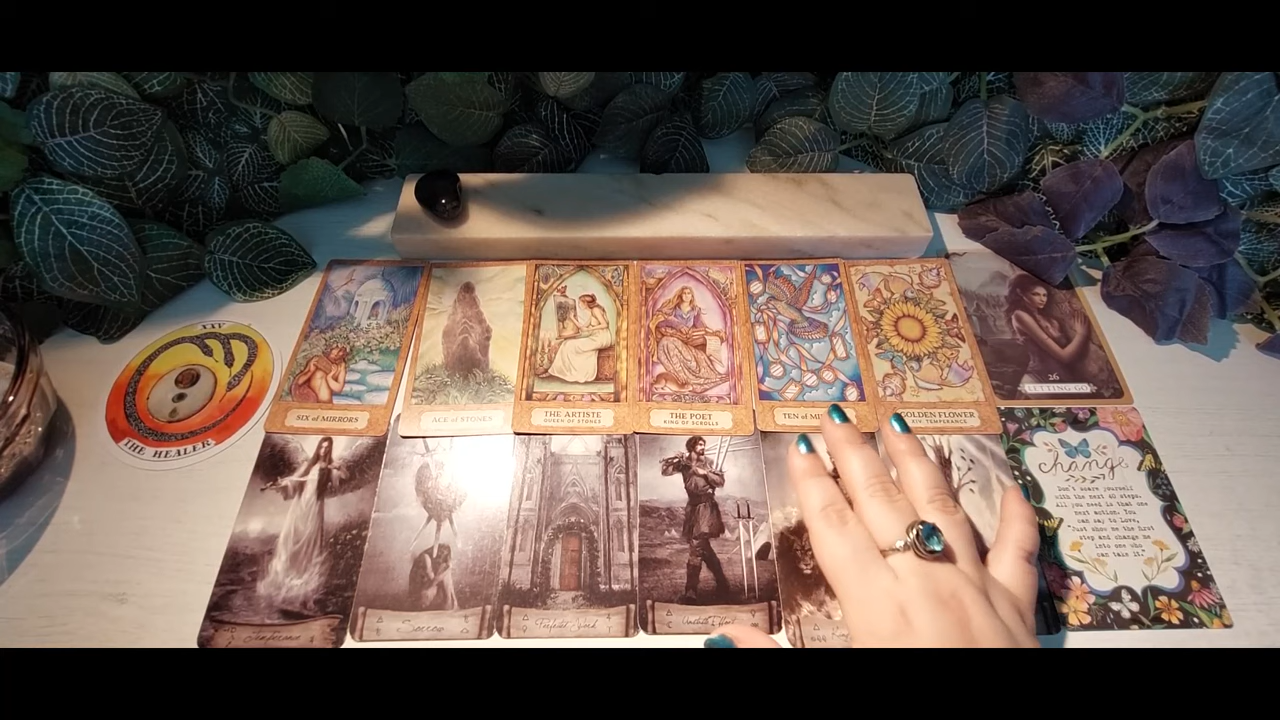 XXV
THE HEALER
SIX of MIRRORS
ACE of STONES
THE ARTISTE
QUEEN OF STONES
THE POET
KING OF SCROLLS
TEN of MI
GOLDEN FLOWER
XIV. TEMPERANCE
26
LETTING GO
Temperance
Sorrow
change
Don't scare yourself
with the next 40 steps.
All you need is that one
next action. You
can say to Love,
"Just show me the first
step and change me
into one who
can take it."